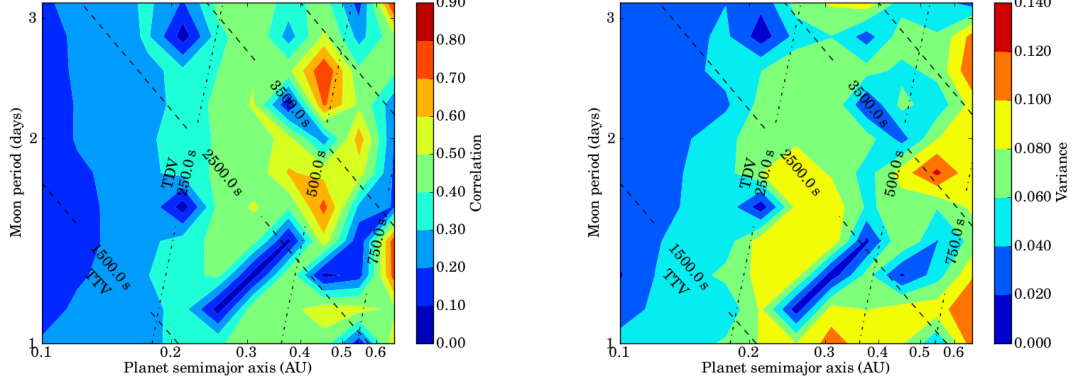 3
2
1
Moon period (days)
0.1
0.2
0.3
0.4
0.5
0.6
Planet semimajor axis (AU)
TDV
250.0 s
2500.0 s
3500.0 s
500.0 s
750.0 s
1500.0 s
TTV
0.90
0.80
0.70
0.60
0.50
0.40
0.30
0.20
0.10
0.00
Correlation
3
2
1
Moon period (days)
0.1
0.2
0.3
0.4
0.5
0.6
Planet semimajor axis (AU)
TDV
250.0 s
2500.0 s
3500.0 s
500.0 s
750.0 s
1500.0 s
TTV
0.140
0.120
0.100
0.080
0.060
0.040
0.020
0.000
Variance